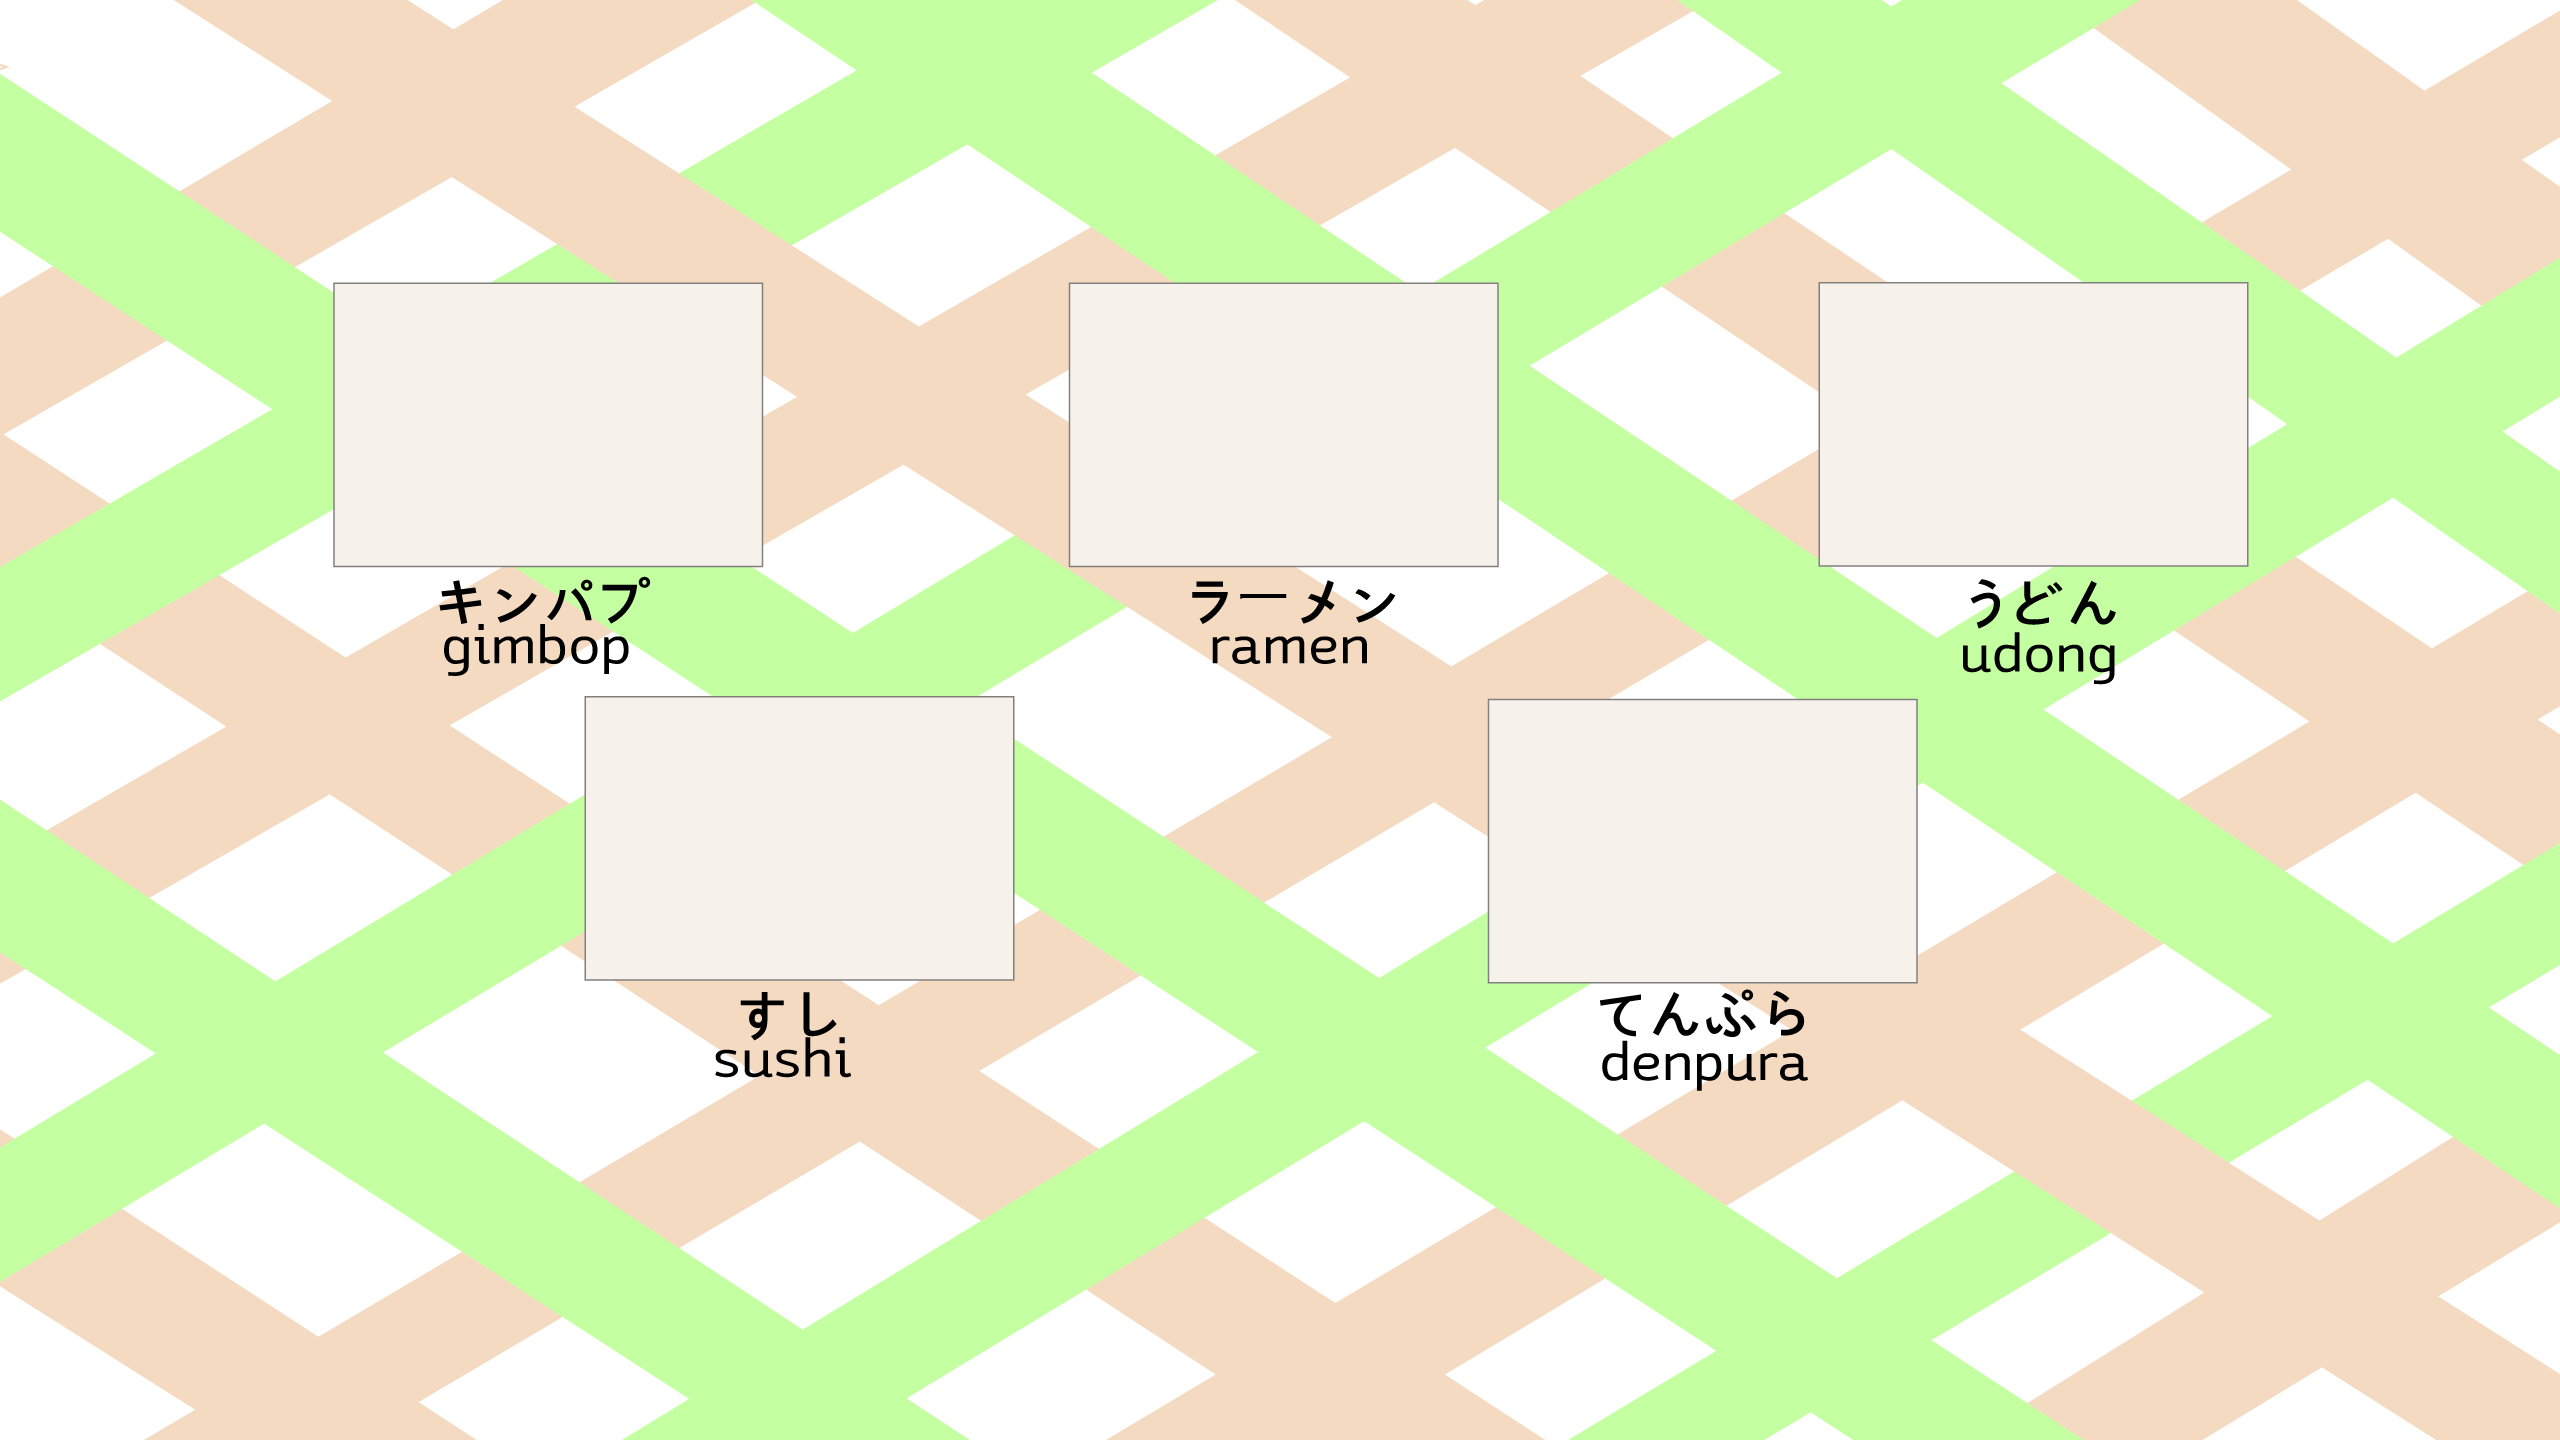 キンパプ
gimbop
ラーメン
ramen
うどん
udong
すし
sushi
てんぷら
denpura